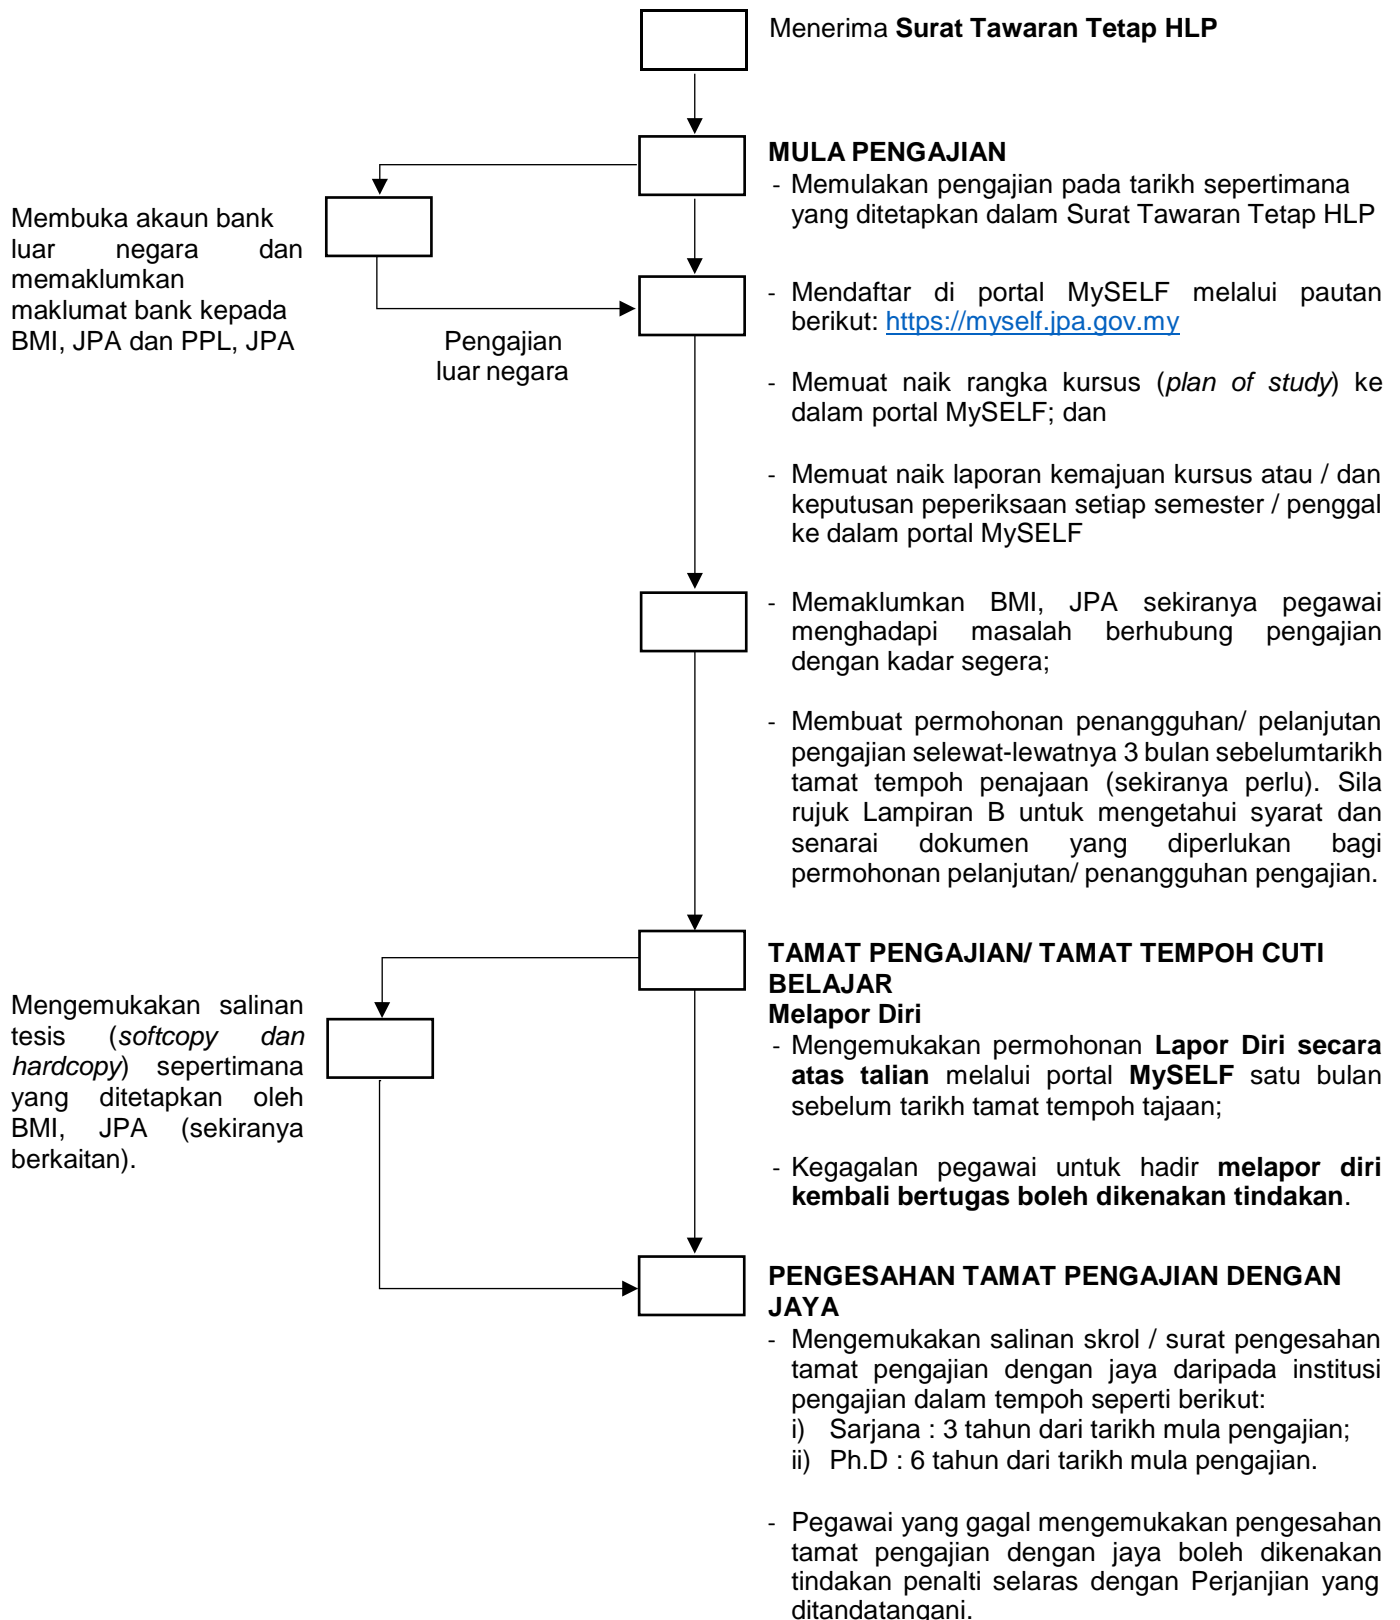 Menerima Surat Tawaran Tetap HLP
MULA PENGAJIAN
- Memulakan pengajian pada tarikh sepertimana
yang ditetapkan dalam Surat Tawaran Tetap HLP
Membuka akaun bank
luar negara dan
memaklumkan
maklumat bank kepada
BMI, JPA dan PPL, JPA
Pengajian
luar negara
- Mendaftar di portal MySELF melalui pautan
berikut: https://myself.jpa.gov.my
- Memuat naik rangka kursus (plan of study) ke
dalam portal MySELF; dan
- Memuat naik laporan kemajuan kursus atau / dan
keputusan peperiksaan setiap semester / penggal
ke dalam portal MySELF
- Memaklumkan BMI, JPA sekiranya pegawai
menghadapi masalah berhubung pengajian
dengan kadar segera;
- Membuat permohonan penangguhan/ pelanjutan
pengajian selewat-lewatnya 3 bulan sebelumtarikh
tamat tempoh penajaan (sekiranya perlu). Sila
rujuk Lampiran B untuk mengetahui syarat dan
senarai dokumen yang diperlukan bagi
permohonan pelanjutan/ penangguhan pengajian.
TAMAT PENGAJIAN/ TAMAT TEMPOH CUTI
BELAJAR
Melapor Diri
- Mengemukakan permohonan Lapor Diri secara
atas talian melalui portal MySELF satu bulan
sebelum tarikh tamat tempoh tajaan;
- Kegagalan pegawai untuk hadir melapor diri
kembali bertugas boleh dikenakan tindakan.
Mengemukakan salinan
tesis (softcopy dan
hardcopy) sepertimana
yang ditetapkan oleh
BMI, JPA (sekiranya
berkaitan).
PENGESAHAN TAMAT PENGAJIAN DENGAN
JAYA
- Mengemukakan salinan skrol / surat pengesahan
tamat pengajian dengan jaya daripada institusi
pengajian dalam tempoh seperti berikut:
i) Sarjana : 3 tahun dari tarikh mula pengajian;
ii) Ph.D : 6 tahun dari tarikh mula pengajian.
- Pegawai yang gagal mengemukakan pengesahan
tamat pengajian dengan jaya boleh dikenakan
tindakan penalti selaras dengan Perjanjian yang
ditandatangani.